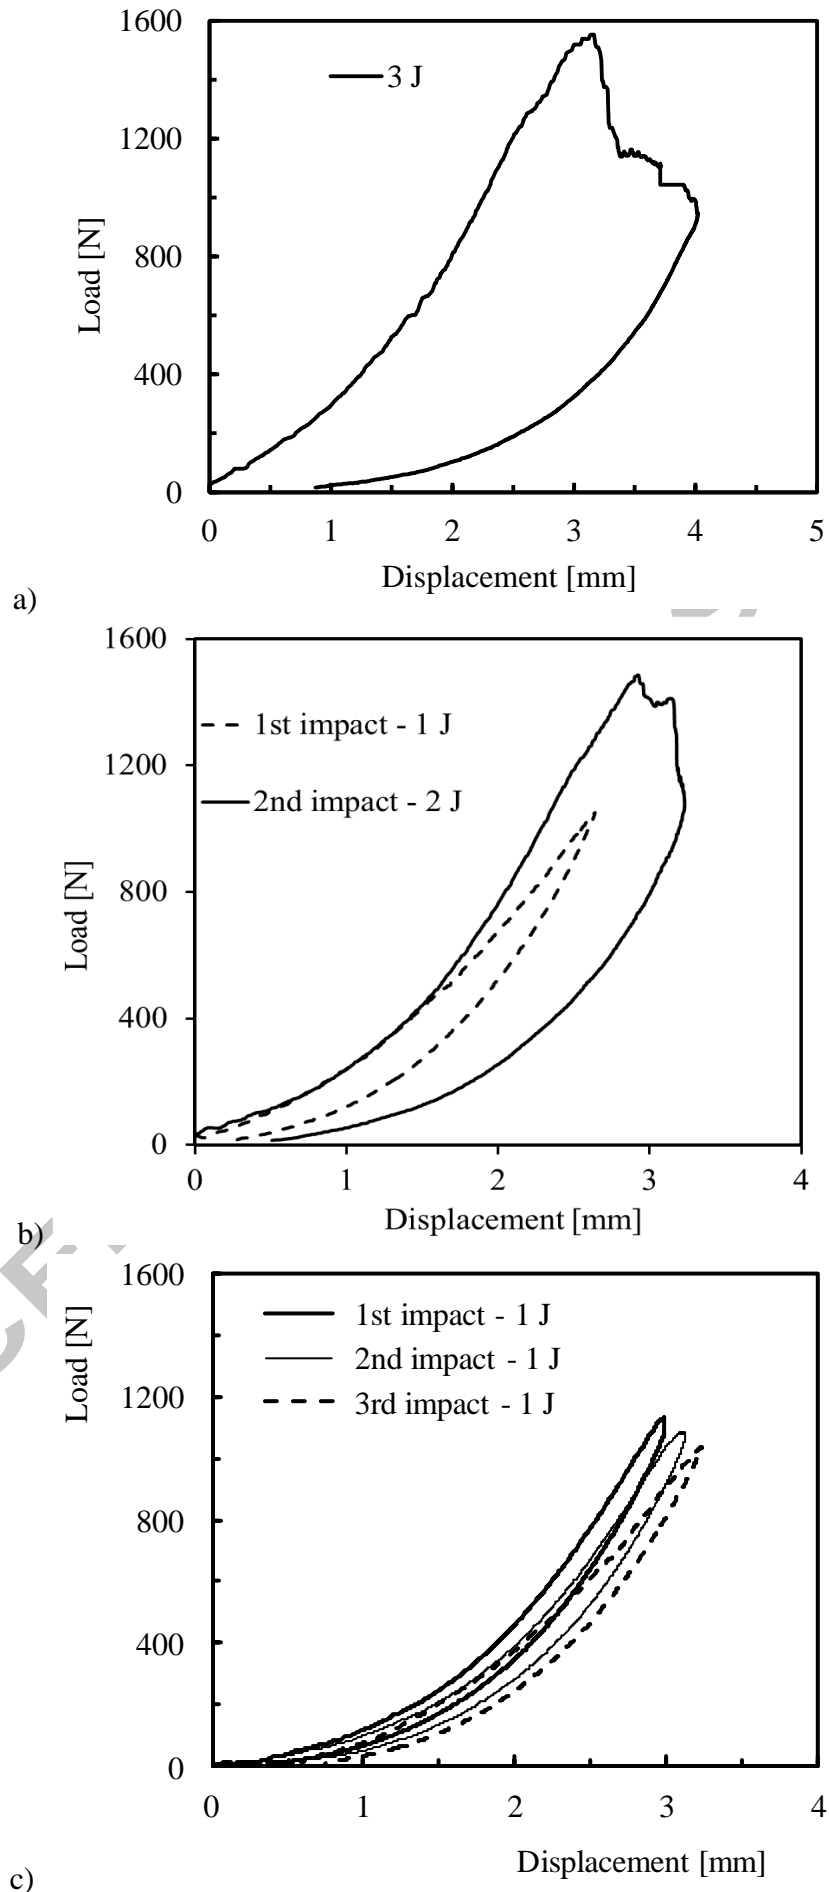 1600
1200
800
400
0
Load [N]
3 J
0 1 2 3 4 5
Displacement [mm]
a)
1600
1200
800
400
0
Load [N]
1st impact - 1 J
2nd impact - 2 J
0 1 2 3 4
Displacement [mm]
b)
1600
1200
800
400
0
Load [N]
1st impact - 1 J
2nd impact - 1 J
3rd impact - 1 J
0 1 2 3 4
Displacement [mm]
c)